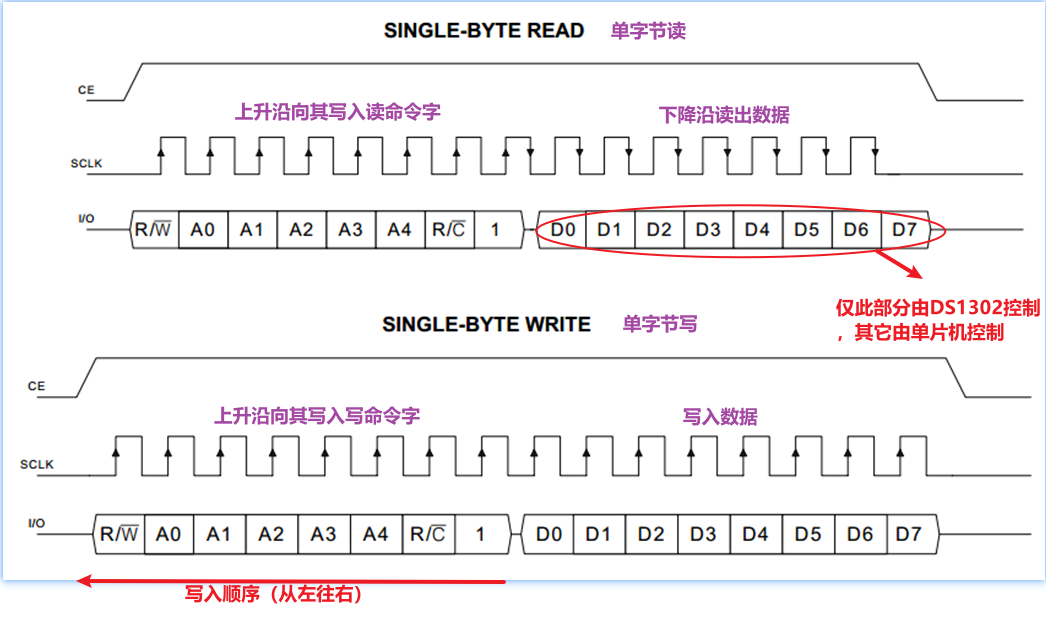 SINGLE-BYTE READ 单字节读
CE
上升沿向其写入读命令字 下降沿读出数据
SCLK
I/O
R/W̅ A0 A1 A2 A3 A4 R/C̅ 1 D0 D1 D2 D3 D4 D5 D6 D7
仅此部分由DS1302控制
，其它由单片机控制
SINGLE-BYTE WRITE 单字节写
CE
上升沿向其写入写命令字 写入数据
SCLK
I/O
R/W̅ A0 A1 A2 A3 A4 R/C̅ 1 D0 D1 D2 D3 D4 D5 D6 D7
写入顺序（从左往右）